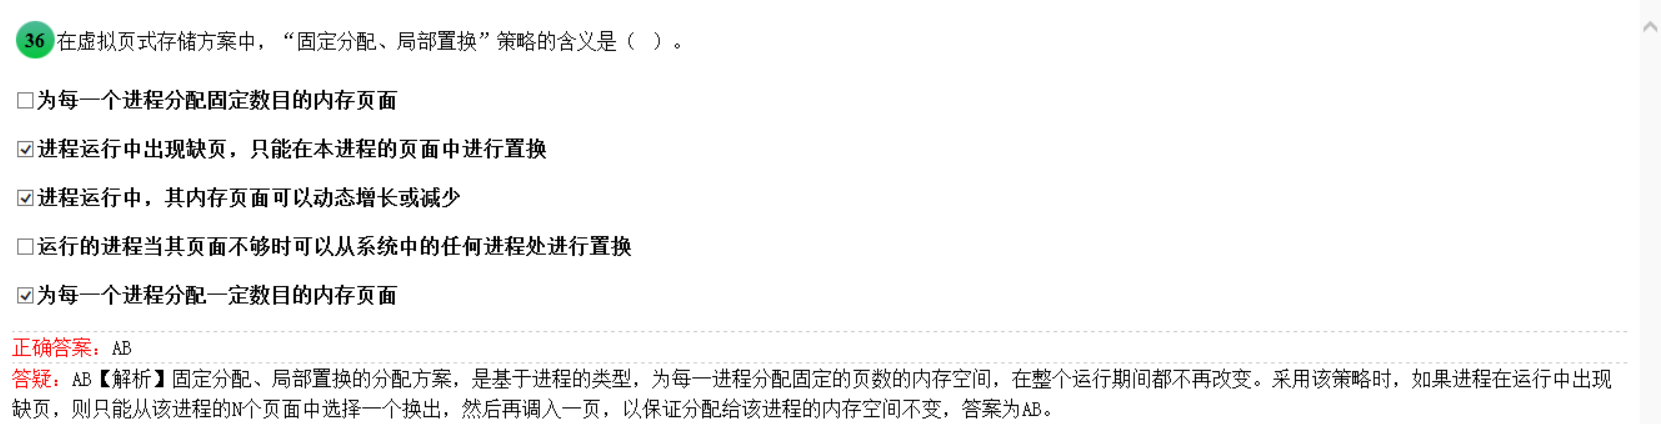 36 在虚拟页式存储方案中，“固定分配、局部置换”策略的含义是（ ）。
为每一个进程分配固定数目的内存页面
进程运行中出现缺页，只能在本进程的页面中进行置换
进程运行中，其内存页面可以动态增长或减少
运行的进程当其页面不够时可以从系统中的任何进程处进行置换
为每一个进程分配一定数目的内存页面
正确答案：AB
答疑：AB【解析】固定分配、局部置换的分配方案，是基于进程的类型，为每一进程分配固定的页数的内存空间，在整个运行期间都不再改变。采用该策略时，如果进程在运行中出现
缺页，则只能从该进程的N个页面中选择一个换出，然后再调入一页，以保证分配给该进程的内存空间不变，答案为AB。